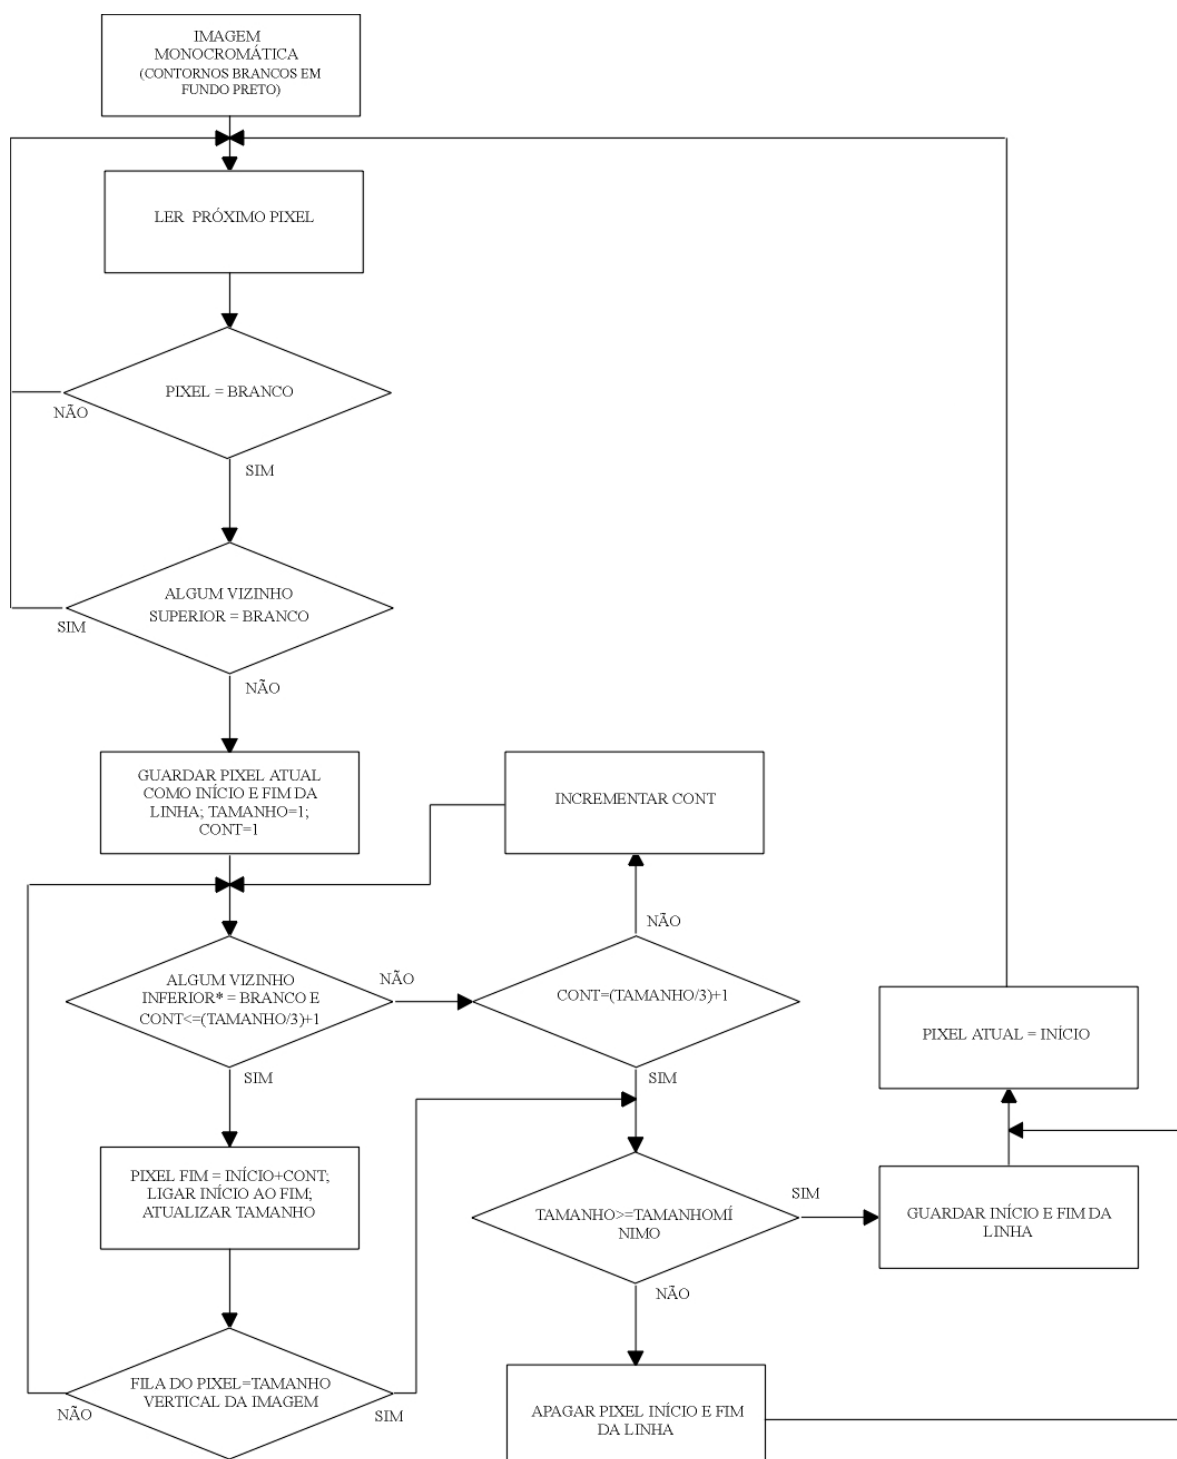 IMAGEM
MONOCROMÁTICA
(CONTORNOS BRANCOS EM
FUNDO PRETO)
LER PRÓXIMO PIXEL
PIXEL = BRANCO
NÃO
SIM
ALGUM VIZINHO
SUPERIOR = BRANCO
SIM
NÃO
GUARDAR PIXEL ATUAL
COMO INÍCIO E FIM DA
LINHA; TAMANHO=1;
CONT=1
INCREMENTAR CONT
NÃO
ALGUM VIZINHO
INFERIOR* = BRANCO E
CONT<=(TAMANHO/3)+1
NÃO
CONT=(TAMANHO/3)+1
PIXEL ATUAL = INÍCIO
SIM
SIM
PIXEL FIM = INÍCIO+CONT;
LIGAR INÍCIO AO FIM;
ATUALIZAR TAMANHO
TAMANHO>=TAMANHOMÍ
NIMO
SIM
GUARDAR INÍCIO E FIM DA
LINHA
NÃO
FILA DO PIXEL=TAMANHO
VERTICAL DA IMAGEM
NÃO
SIM
APAGAR PIXEL INÍCIO E FIM
DA LINHA